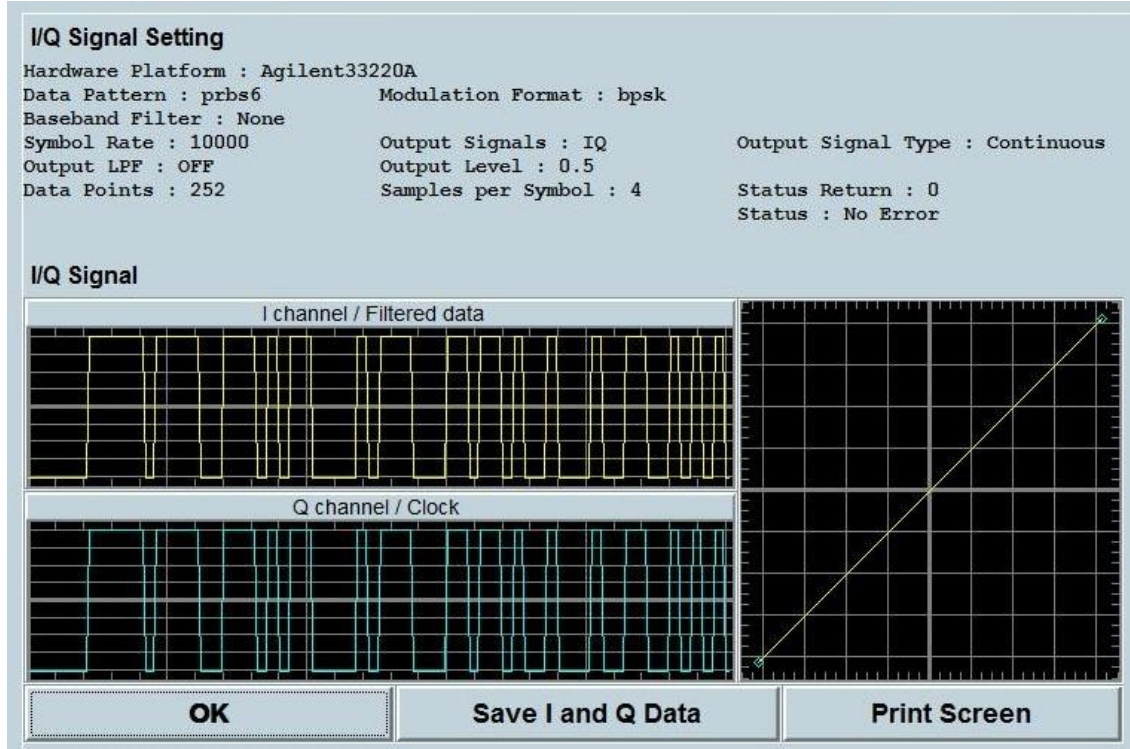 I/Q Signal Setting
Hardware Platform : Agilent33220A
Data Pattern : prbs6 Modulation Format : bpsk
Baseband Filter : None
Symbol Rate : 10000 Output Signals : IQ Output Signal Type : Continuous
Output LPF : OFF Output Level : 0.5
Data Points : 252 Samples per Symbol : 4 Status Return : 0
Status : No Error
I/Q Signal
I channel / Filtered data
Q channel / Clock
OK Save I and Q Data Print Screen